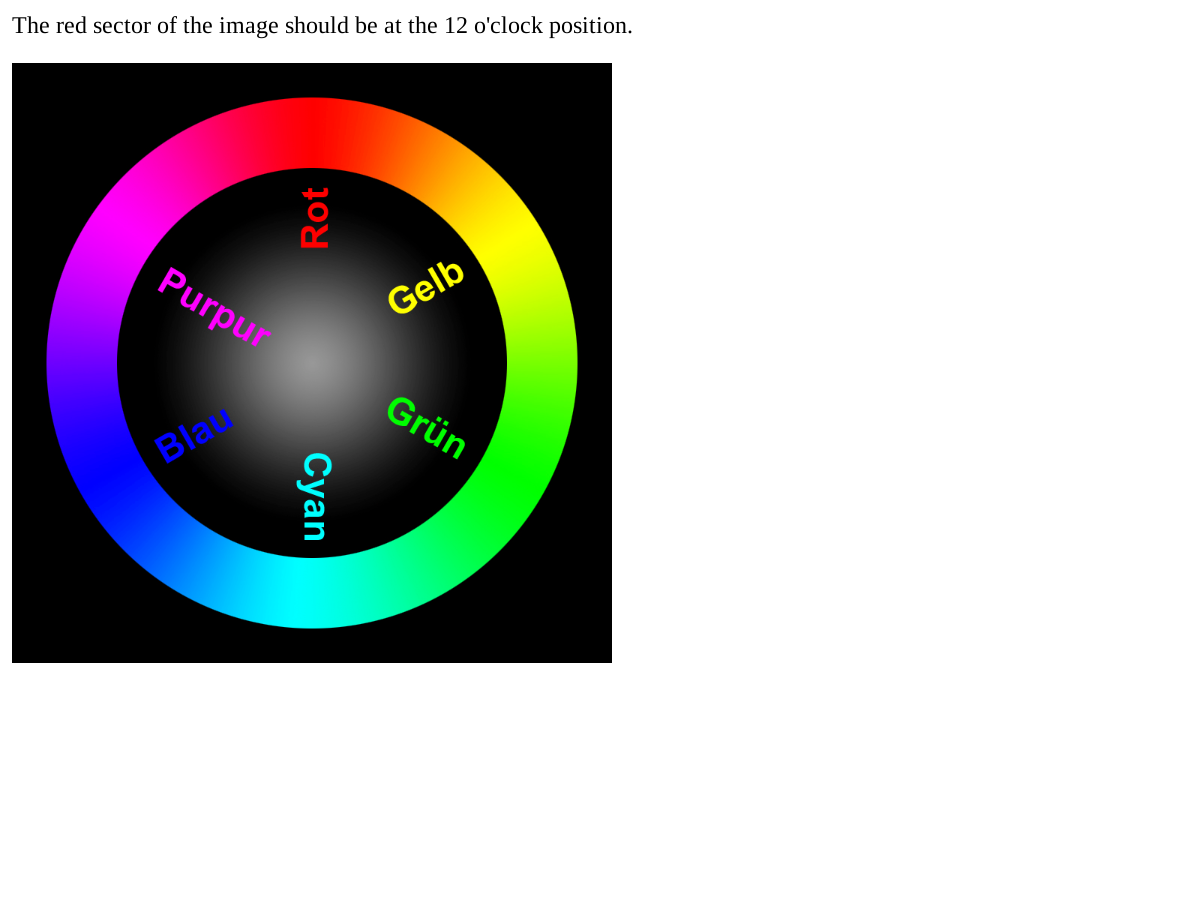 The red sector of the image should be at the 12 o'clock position.
Rot
Gelb
Purpur
Grün
Blau
Cyan